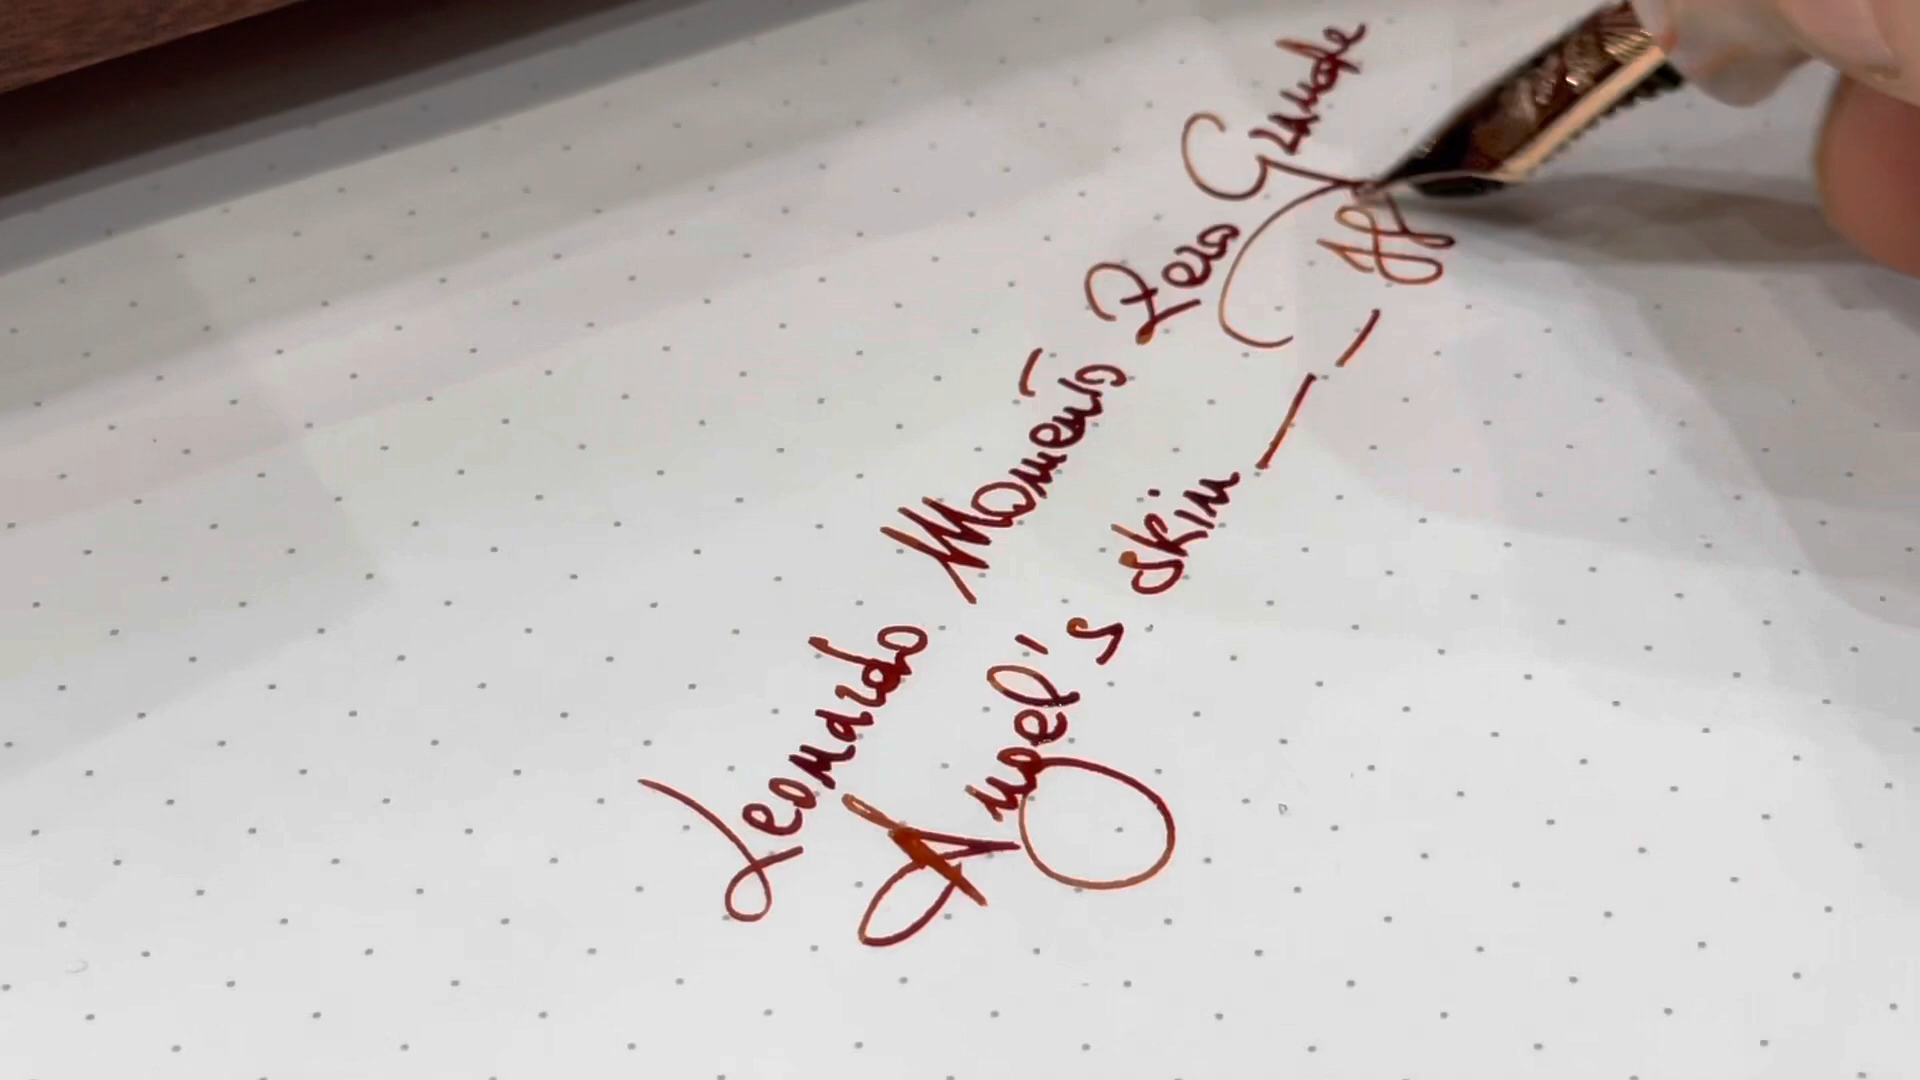 Leonardo Momento Zero Grande
Angel's skin — —